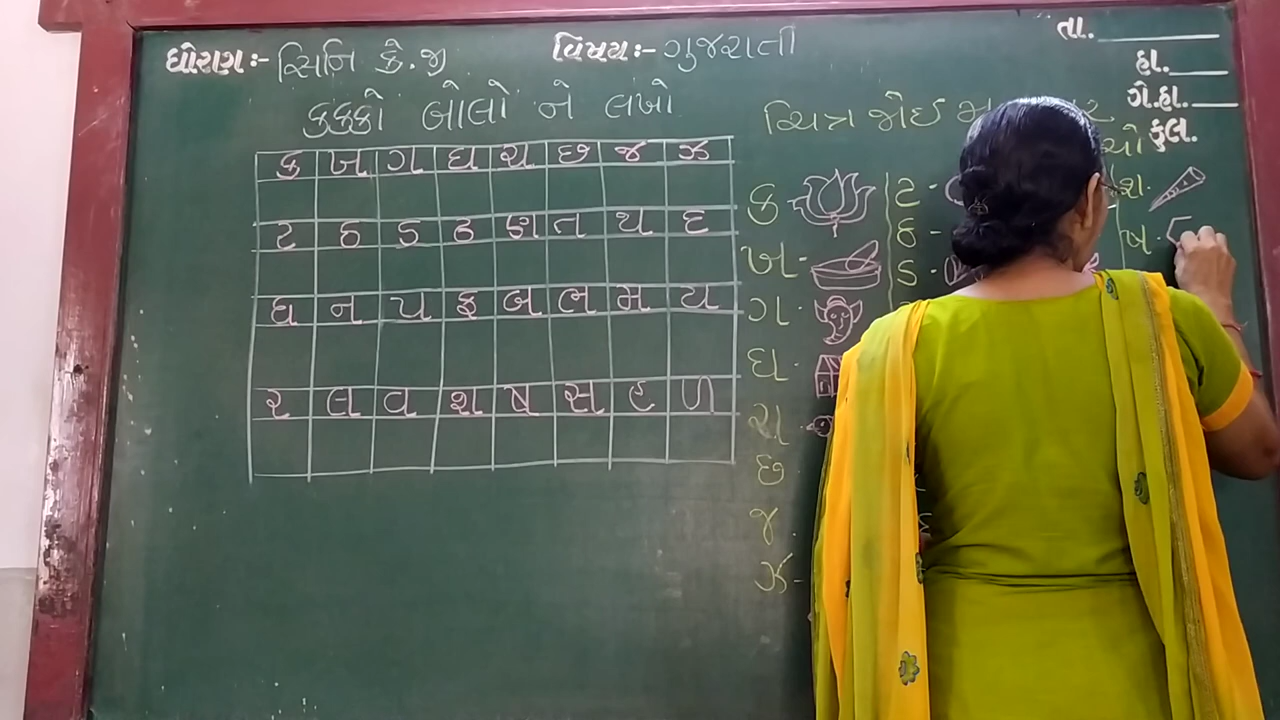 ધોરણ:- સિનિ કે.જી
વિષય:- ગુજરાતી
તા.
હા.
ગે.હા.
કુલ.
કક્કો બોલો ને લખો
ક ખ ગ ઘ ચ છ જ ઝ
ટ ઠ ડ ઢ ણ ત થ દ
ધ ન પ ફ બ ભ મ ય
ર લ વ શ ષ સ હ ળ
ચિત્ર જોઈ
ક
ખ-
ગ.
ઘ.
ચ
છ.
જ.
ઝ-
ટ-
ઠ-
ડ-
શ.
ષ.